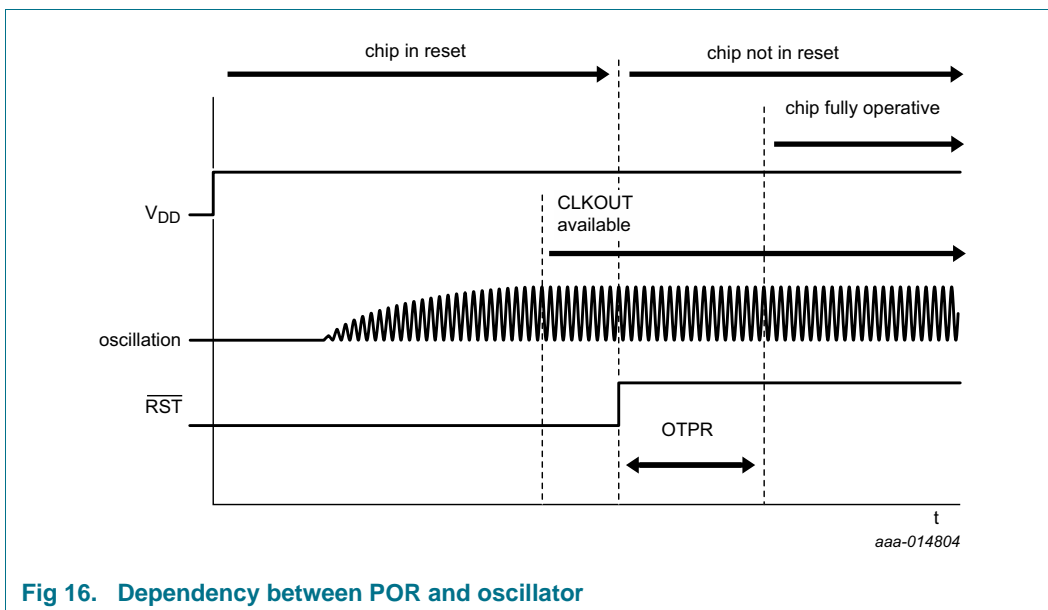 chip in reset
chip not in reset
chip fully operative
VDD
CLKOUT
available
oscillation
RST
OTPR
t
aaa-014804
Fig 16. Dependency between POR and oscillator